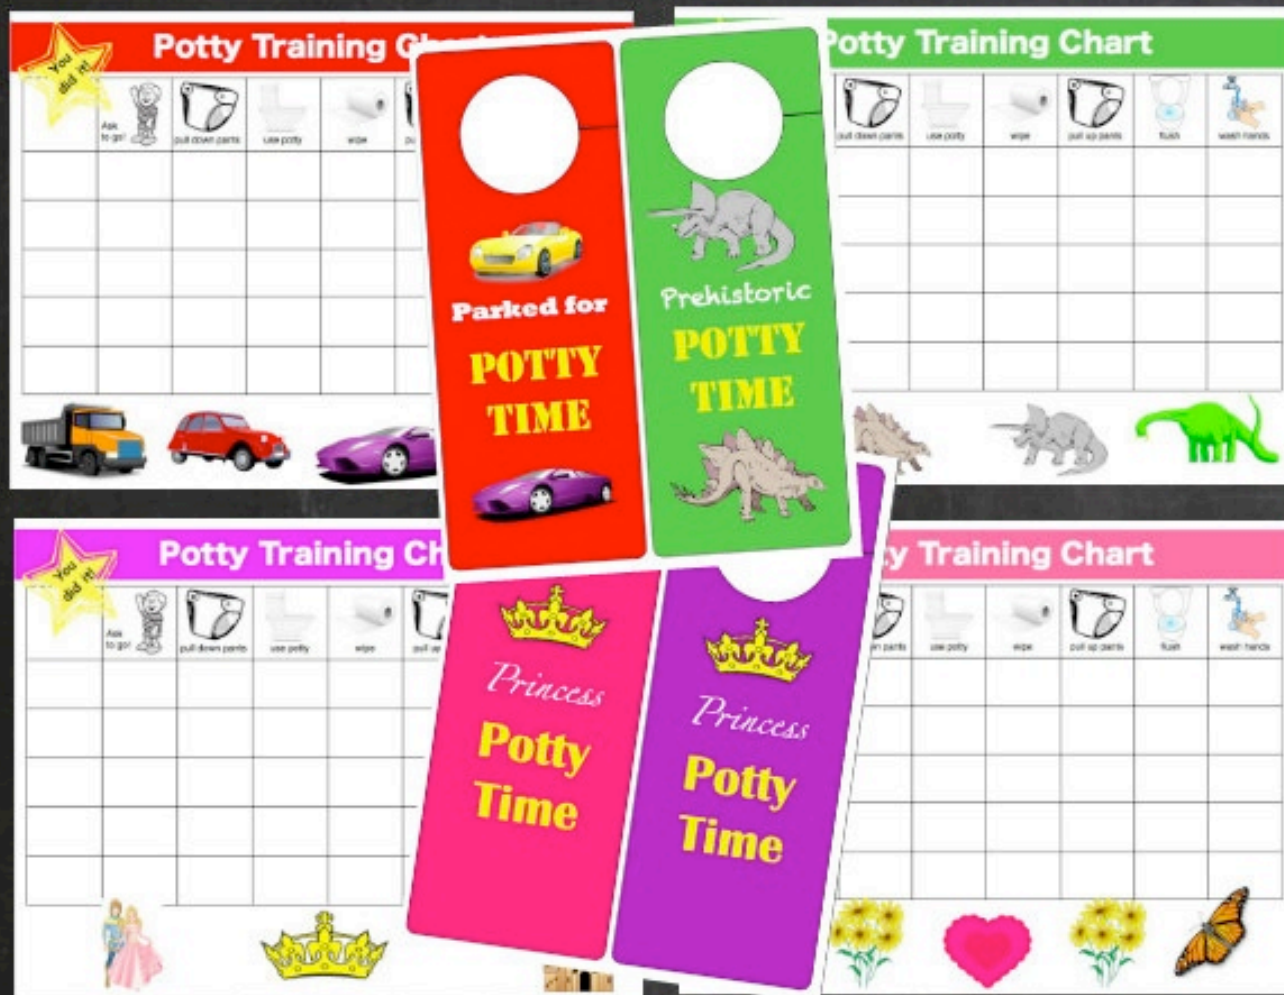 Potty Training Ch
You
did it!
Ask
to go!
pull down pants
use potty
wipe
Potty Training Chart
pull down pants
use potty
wipe
pull up pants
flush
wash hands
Parked for
POTTY
TIME
Prehistoric
POTTY
TIME
Potty Training Ch
You
did it!
Ask
to go!
pull down pants
use potty
wipe
pull up
Training Chart
pants
use potty
wipe
pull up pants
flush
wash hands
Princess
Potty
Time
Princess
Potty
Time